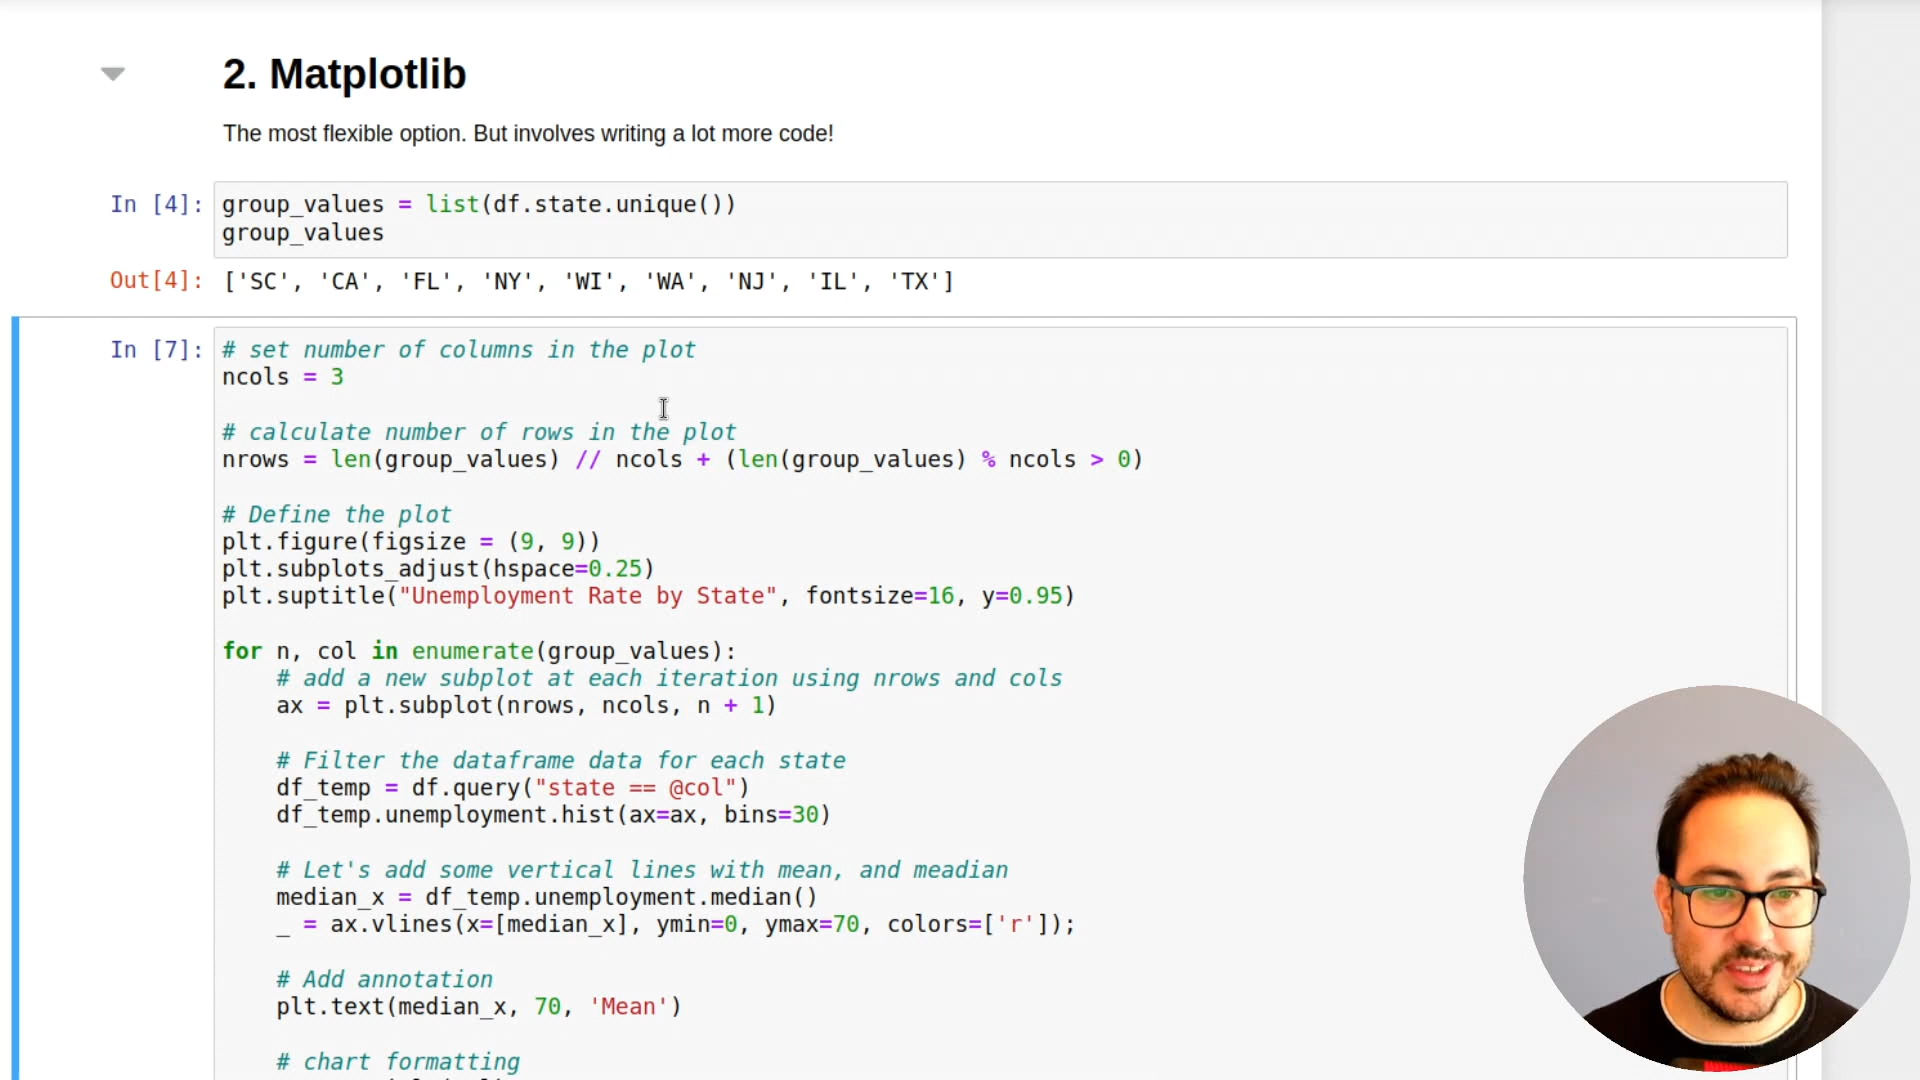 2. Matplotlib
The most flexible option. But involves writing a lot more code!
In [4]: group_values = list(df.state.unique())
group_values
Out[4]: ['SC', 'CA', 'FL', 'NY', 'WI', 'WA', 'NJ', 'IL', 'TX']
In [7]: # set number of columns in the plot
ncols = 3
# calculate number of rows in the plot
nrows = len(group_values) // ncols + (len(group_values) % ncols > 0)
# Define the plot
plt.figure(figsize = (9, 9))
plt.subplots_adjust(hspace=0.25)
plt.suptitle("Unemployment Rate by State", fontsize=16, y=0.95)
for n, col in enumerate(group_values):
    # add a new subplot at each iteration using nrows and cols
    ax = plt.subplot(nrows, ncols, n + 1)
    # Filter the dataframe data for each state
    df_temp = df.query("state == @col")
    df_temp.unemployment.hist(ax=ax, bins=30)
    # Let's add some vertical lines with mean, and meadian
    median_x = df_temp.unemployment.median()
    _ = ax.vlines(x=[median_x], ymin=0, ymax=70, colors=['r']);
    # Add annotation
    plt.text(median_x, 70, 'Mean')
    # chart formatting